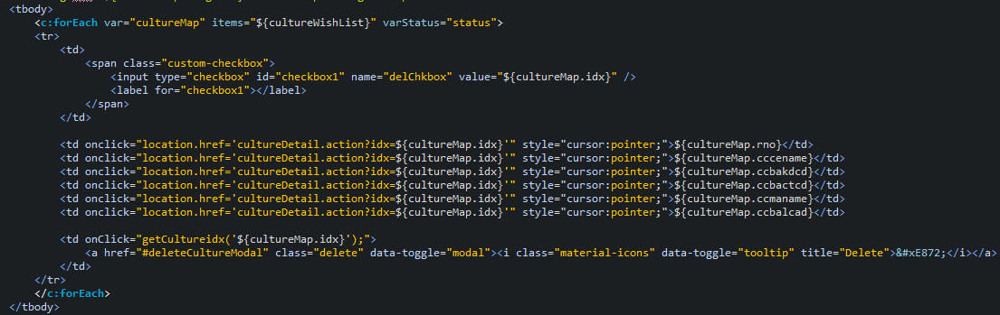 <tbody>
<c:forEach var="cultureMap" items="${cultureWishList}" varStatus="status">
<tr>
<td>
<span class="custom-checkbox">
<input type="checkbox" id="checkbox1" name="delChkbox" value="${cultureMap.idx}" />
<label for="checkbox1"></label>
</span>
</td>
<td onclick="location.href='cultureDetail.action?idx=${cultureMap.idx}'" style="cursor:pointer;">${cultureMap.rno}</td>
<td onclick="location.href='cultureDetail.action?idx=${cultureMap.idx}'" style="cursor:pointer;">${cultureMap.cccename}</td>
<td onclick="location.href='cultureDetail.action?idx=${cultureMap.idx}'" style="cursor:pointer;">${cultureMap.ccbakdcd}</td>
<td onclick="location.href='cultureDetail.action?idx=${cultureMap.idx}'" style="cursor:pointer;">${cultureMap.ccbactcd}</td>
<td onclick="location.href='cultureDetail.action?idx=${cultureMap.idx}'" style="cursor:pointer;">${cultureMap.ccmaname}</td>
<td onclick="location.href='cultureDetail.action?idx=${cultureMap.idx}'" style="cursor:pointer;">${cultureMap.ccbalcad}</td>
<td onClick="getCultureidx('${cultureMap.idx}');">
<a href="#deleteCultureModal" class="delete" data-toggle="modal"><i class="material-icons" data-toggle="tooltip" title="Delete">&#xE872;</i></a>
</td>
</tr>
</c:forEach>
</tbody>